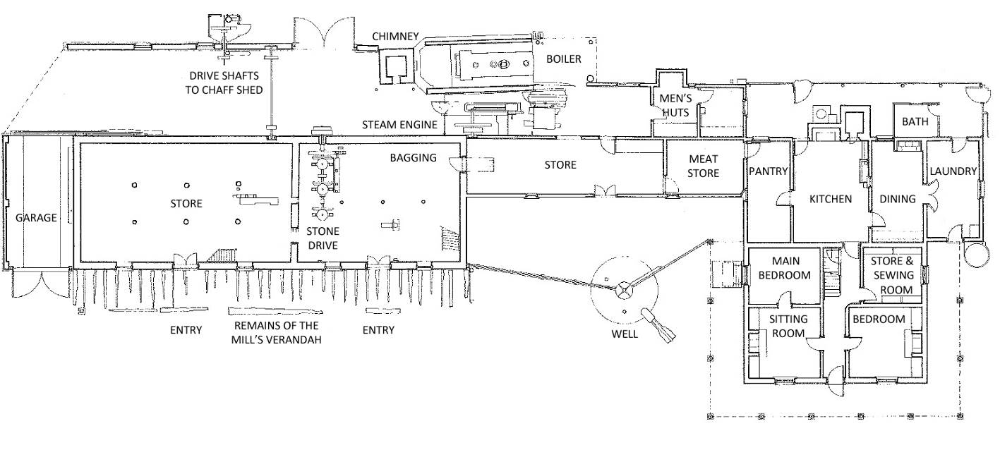 CHIMNEY
BOILER
DRIVE SHAFTS
TO CHAFF SHED
MEN'S
HUTS
STEAM ENGINE
BATH
BAGGING
STORE
MEAT
STORE
PANTRY
LAUNDRY
STORE
KITCHEN
DINING
GARAGE
STONE
DRIVE
MAIN
BEDROOM
STORE &
SEWING
ROOM
SITTING
ROOM
BEDROOM
ENTRY
REMAINS OF THE
MILL'S VERANDAH
ENTRY
WELL